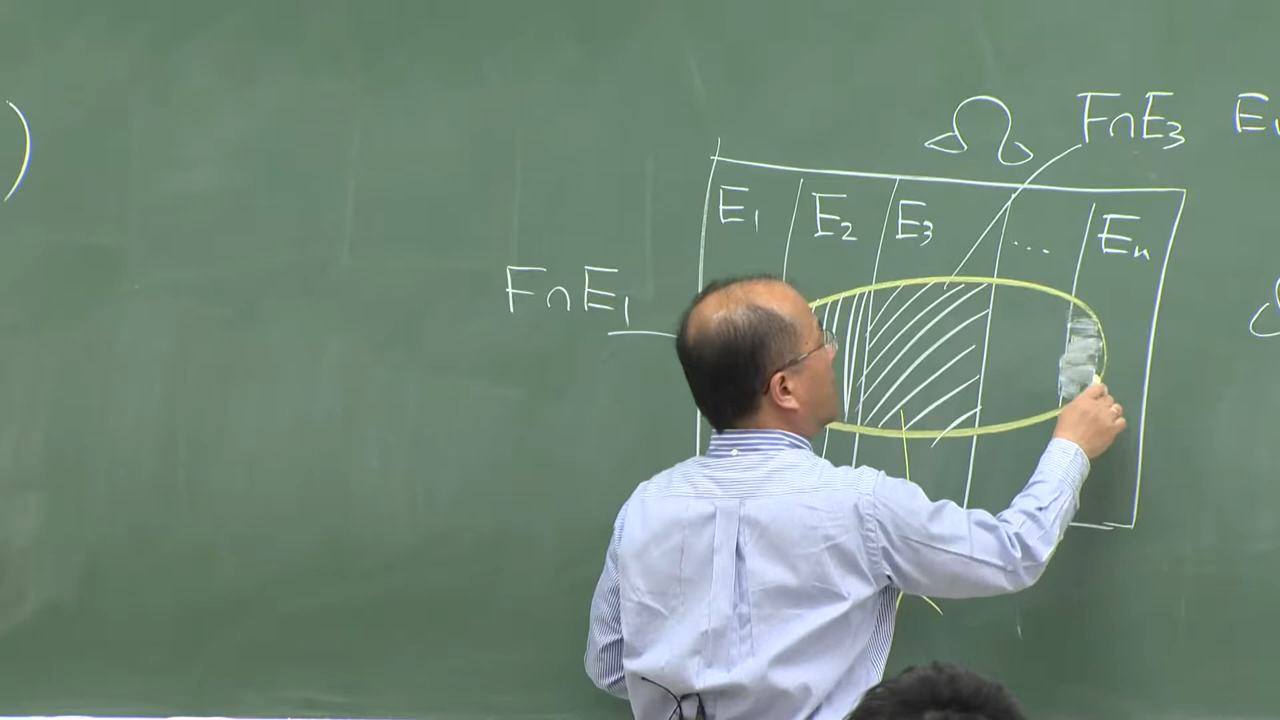 )
Ω
F∩E₃
E₁ E₂ E₃ .... Eₙ
F∩E₁